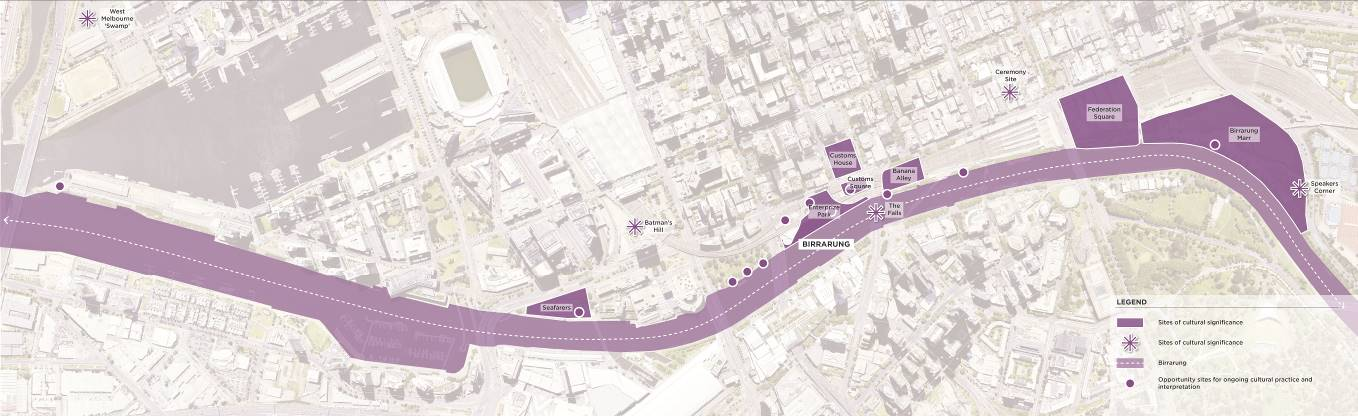 West
Melbourne
'Swamp'
Ceremony
Site
Federation
Square
Birrarung
Marr
Customs
House
Banana
Alley
Customs
Square
Speakers
Corner
Enterprize
Park
The
Falls
Batman's
Hill
BIRRARUNG
Seafarers
LEGEND
Sites of cultural significance
Sites of cultural significance
Birrarung
Opportunity sites for ongoing cultural practice and
interpretation